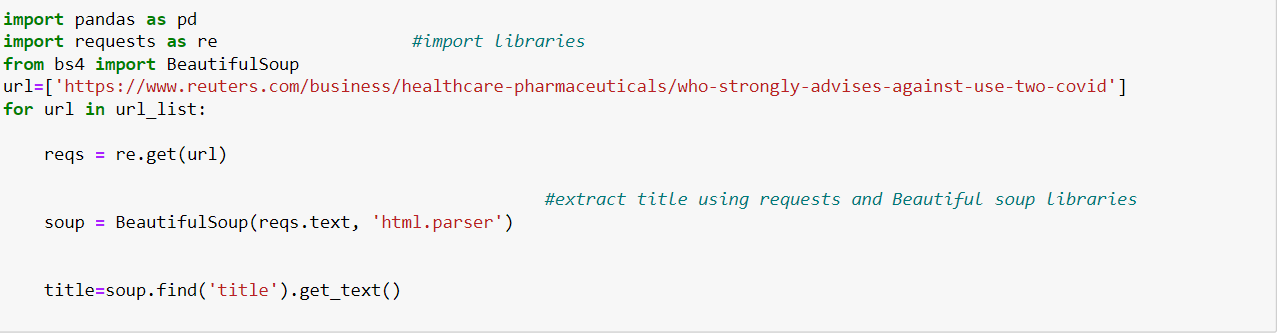 import pandas as pd
import requests as re                    #import libraries
from bs4 import BeautifulSoup
url=['https://www.reuters.com/business/healthcare-pharmaceuticals/who-strongly-advises-against-use-two-covid']
for url in url_list:
    reqs = re.get(url)
#extract title using requests and Beautiful soup libraries
    soup = BeautifulSoup(reqs.text, 'html.parser')
    title=soup.find('title').get_text()